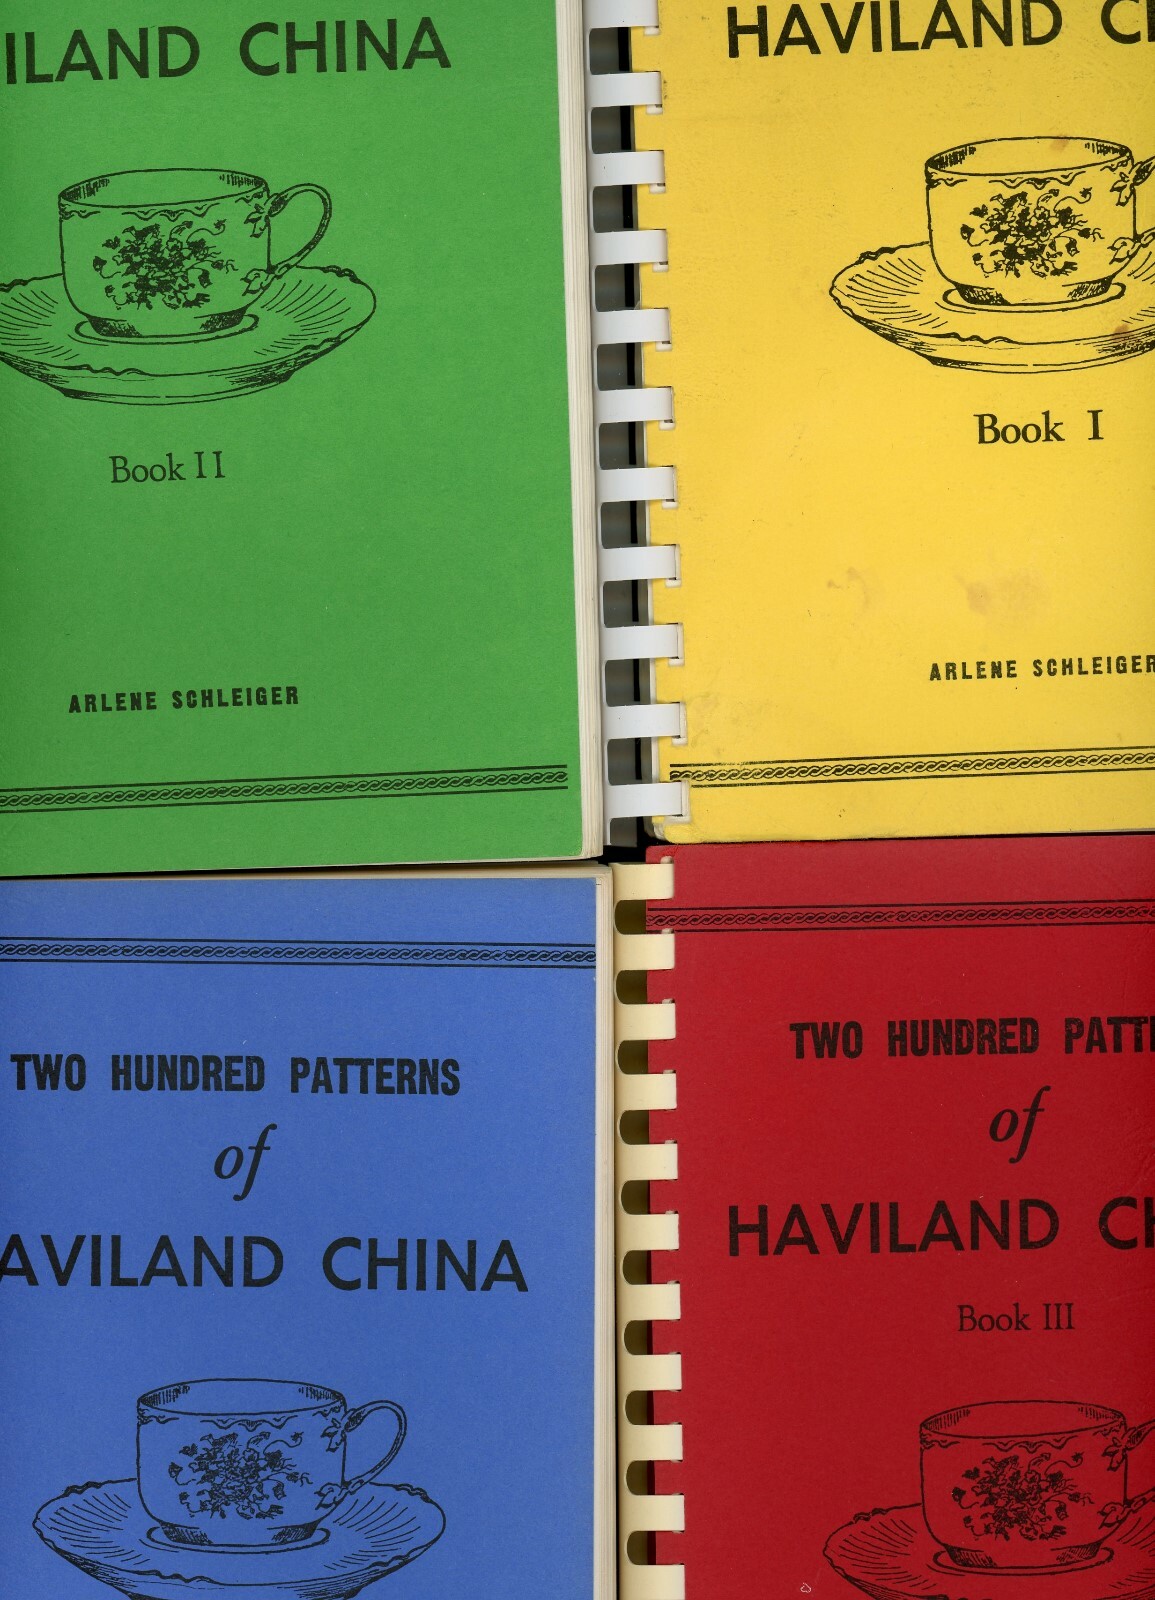 ILAND CHINA
Book II
ARLENE SCHLEIGER
HAVILAND C
Book I
ARLENE SCHLEIGER
TWO HUNDRED PATTERNS
of
AVILAND CHINA
TWO HUNDRED PATT
of
HAVILAND CH
Book III